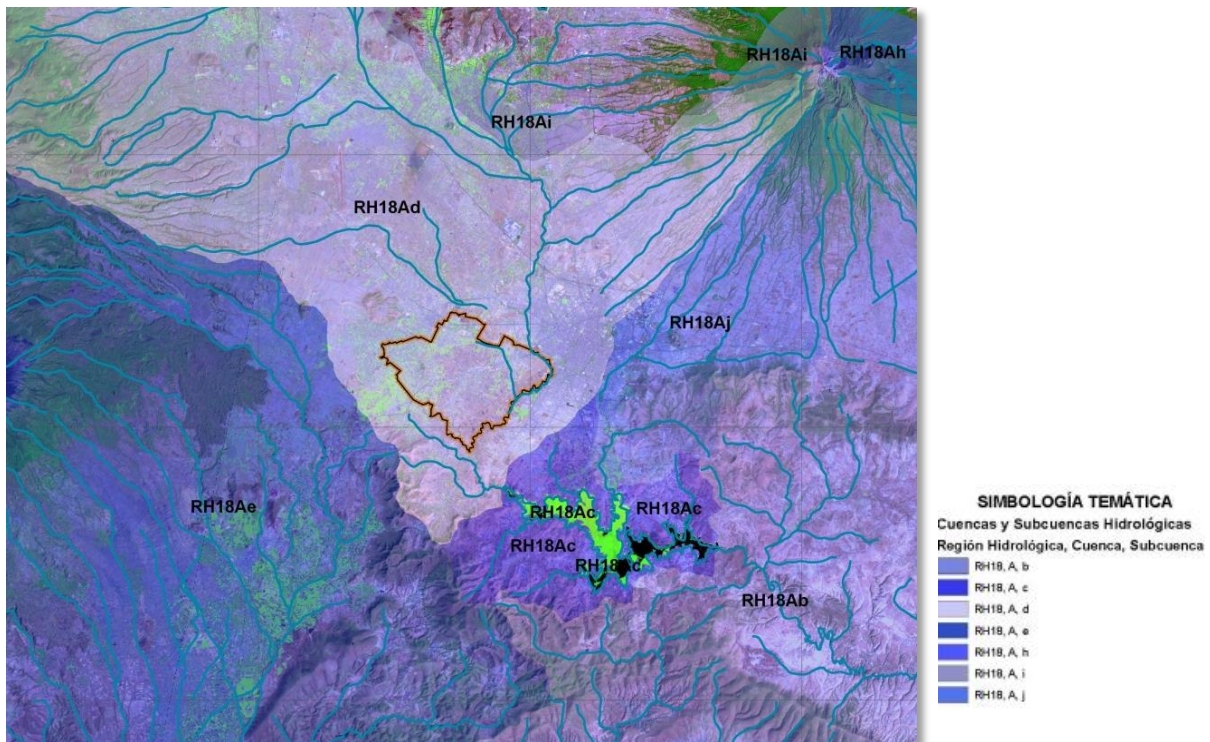 RH18Ai
RH18Ah
RH18Ai
RH18Ad
RH18Aj
RH18Ae
RH18Ac
RH18Ac
RH18Ac
RH18Ac
RH18Ab
SIMBOLOGÍA TEMÁTICA
Cuencas y Subcuencas Hidrológicas
Región Hidrológica, Cuenca, Subcuenca
RH18, A, b
RH18, A, c
RH18, A, d
RH18, A, e
RH18, A, h
RH18, A, i
RH18, A, j